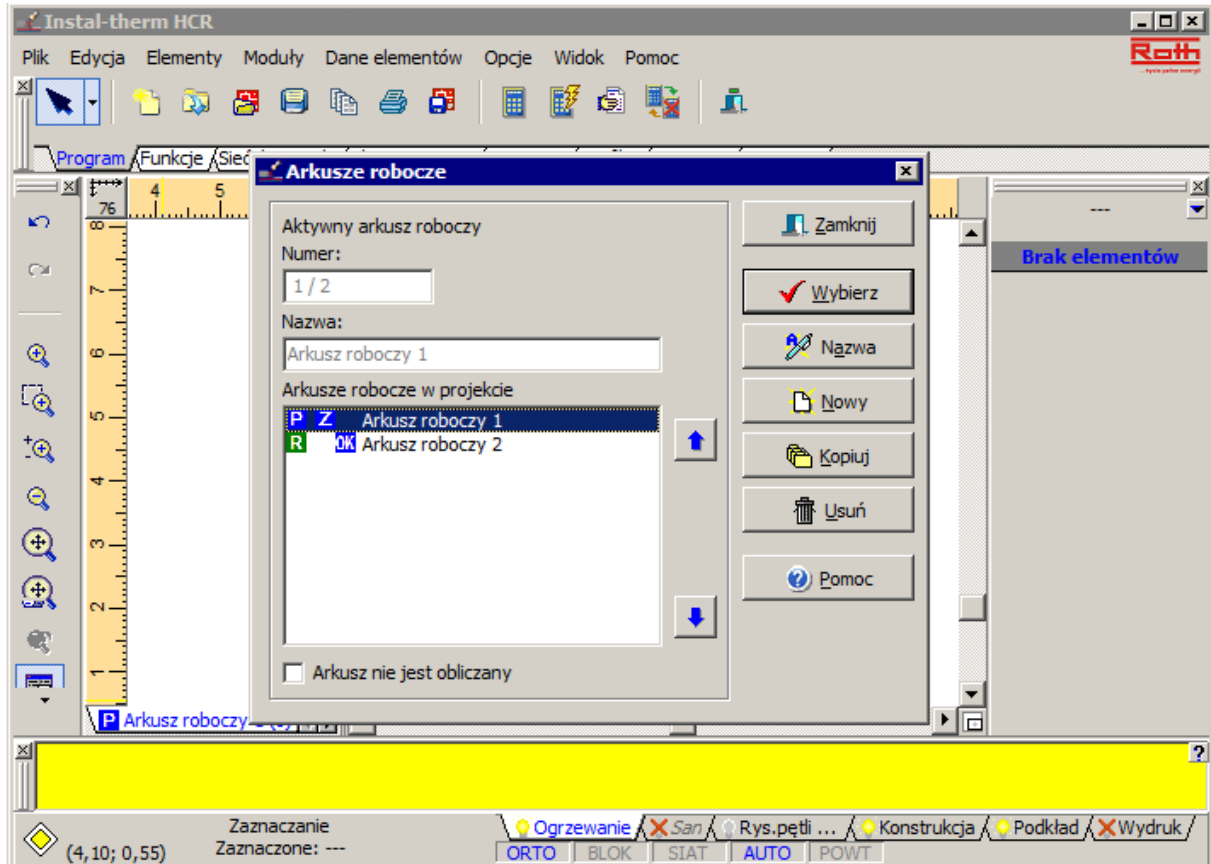 Instal-therm HCR
Plik Edycja Elementy Moduły Dane elementów Opcje Widok Pomoc
Roth
Program Funkcje
Arkusze robocze
4 5
76
8
7
6
5
4
3
2
1
Aktywny arkusz roboczy
Numer:
1 / 2
Nazwa:
Arkusz roboczy 1
Arkusze robocze w projekcie
P Z Arkusz roboczy 1
R OK Arkusz roboczy 2
Arkusz nie jest obliczany
Zamknij
Wybierz
Nazwa
Nowy
Kopiuj
Usuń
Pomoc
---
Brak elementów
P Arkusz roboczy
?
(4,10; 0,55)
Zaznaczanie
Zaznaczone: ---
Ogrzewanie San Rys.pętli ... Konstrukcja Podkład Wydruk
ORTO BLOK SIAT AUTO POWT